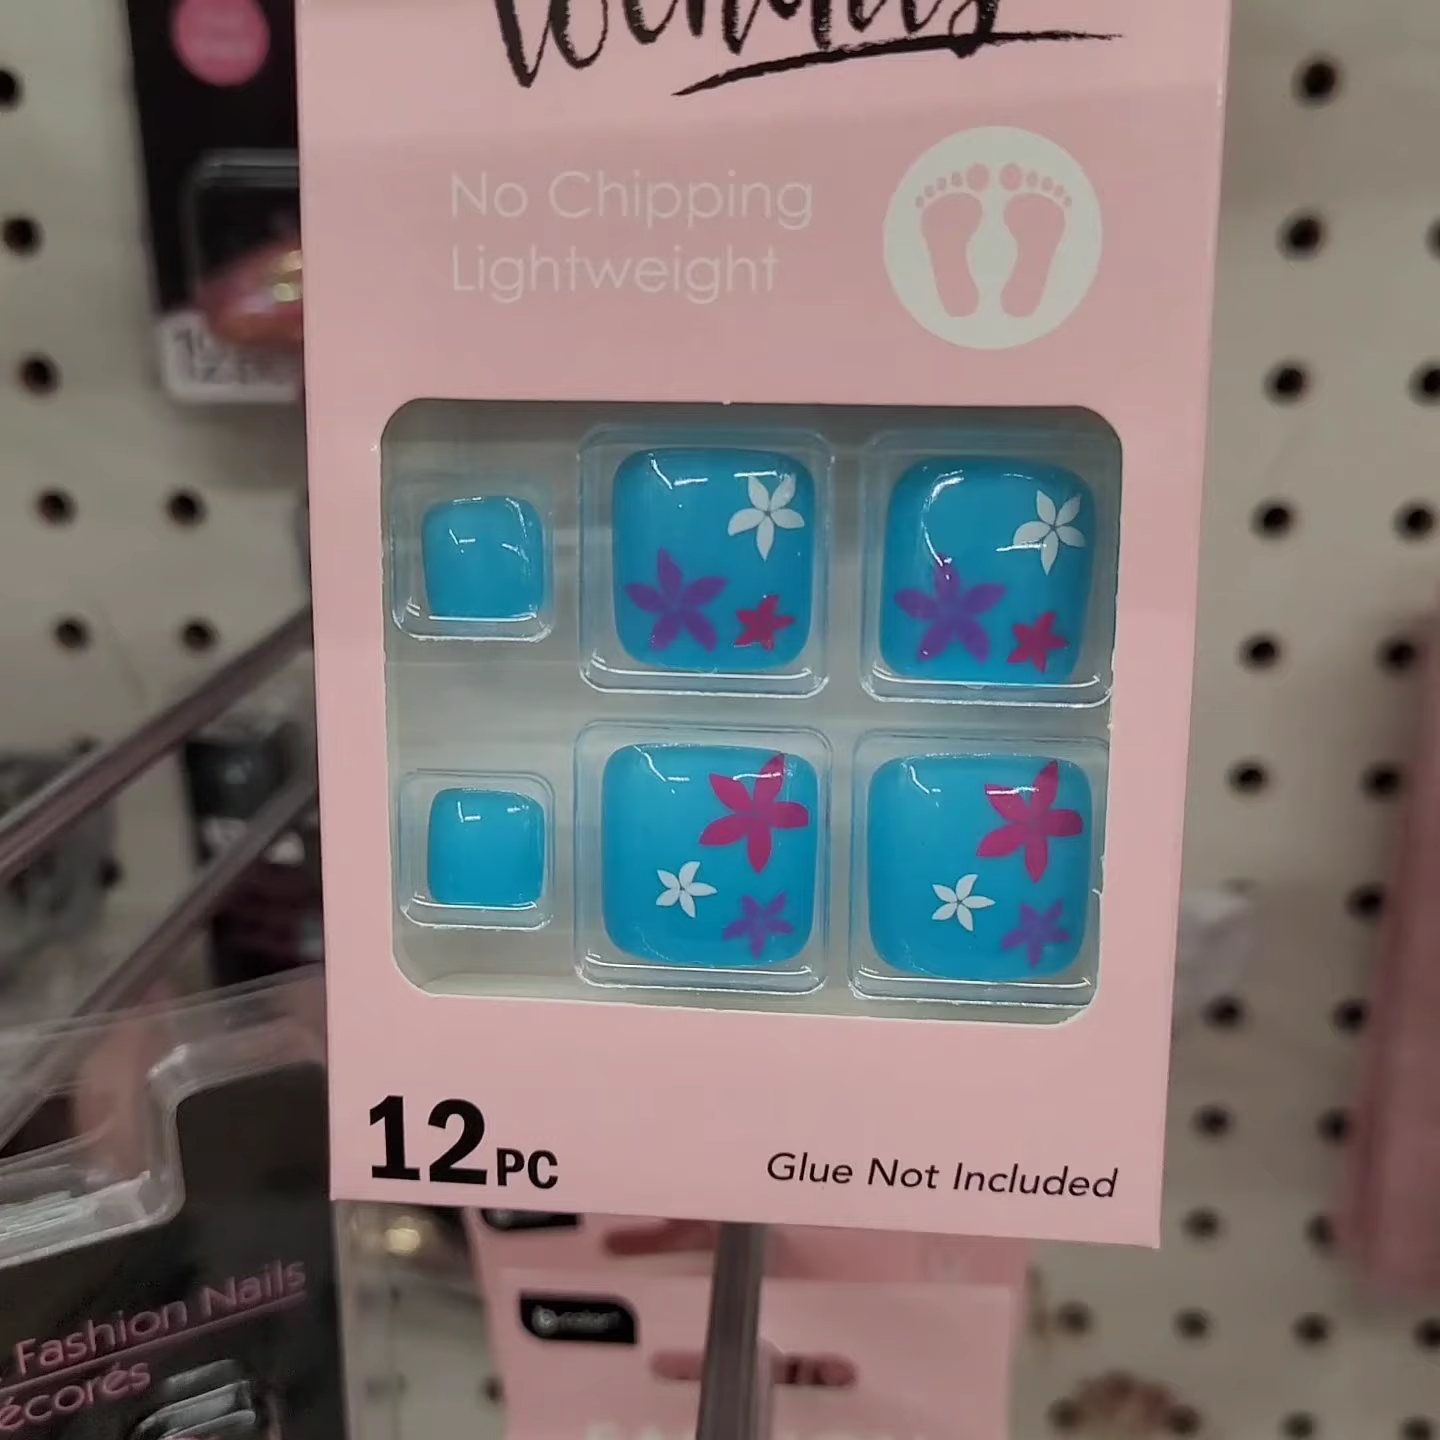 No Chipping
Lightweight
12PC
Glue Not Included
Fashion Nails
écorés